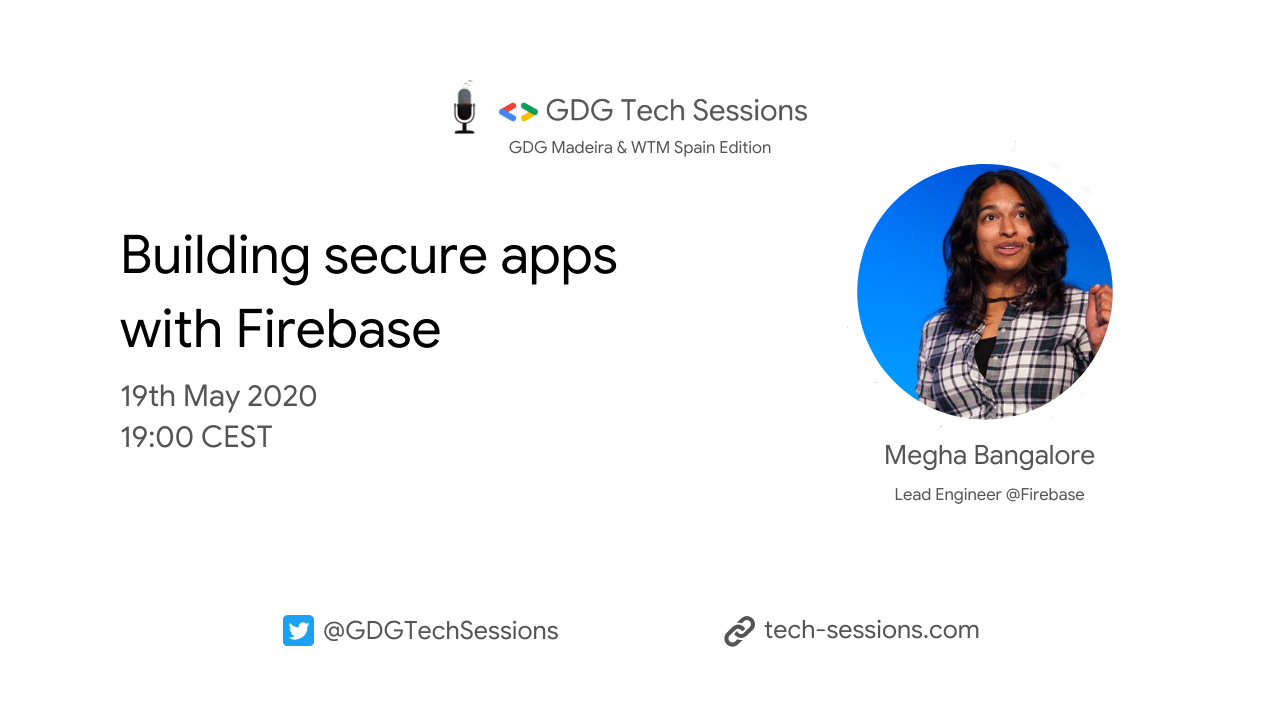 GDG Tech Sessions
GDG Madeira & WTM Spain Edition
Building secure apps
with Firebase
19th May 2020
19:00 CEST
Megha Bangalore
Lead Engineer @Firebase
@GDGTechSessions
tech-sessions.com